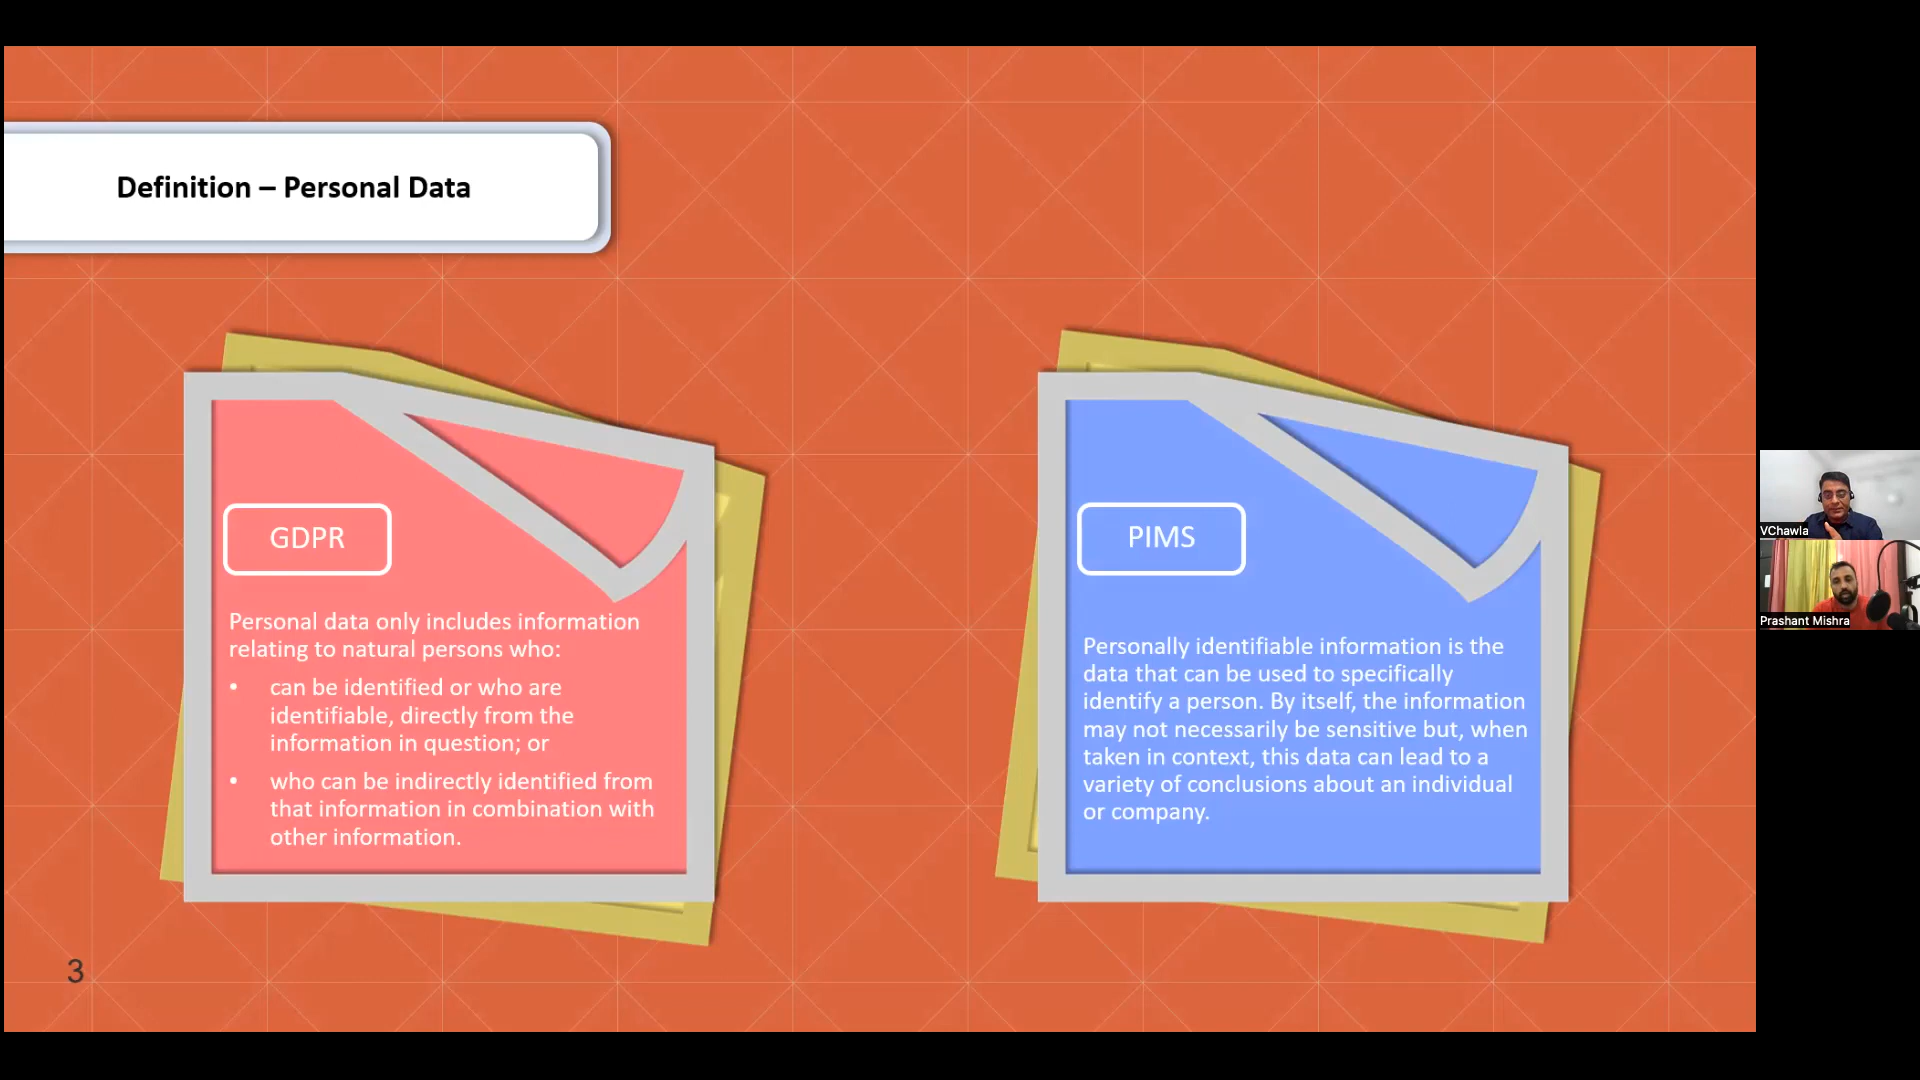 Definition – Personal Data
GDPR
Personal data only includes information
relating to natural persons who:
• can be identified or who are
identifiable, directly from the
information in question; or
• who can be indirectly identified from
that information in combination with
other information.
PIMS
Personally identifiable information is the
data that can be used to specifically
identify a person. By itself, the information
may not necessarily be sensitive but, when
taken in context, this data can lead to a
variety of conclusions about an individual
or company.
3
VChawla
Prashant Mishra